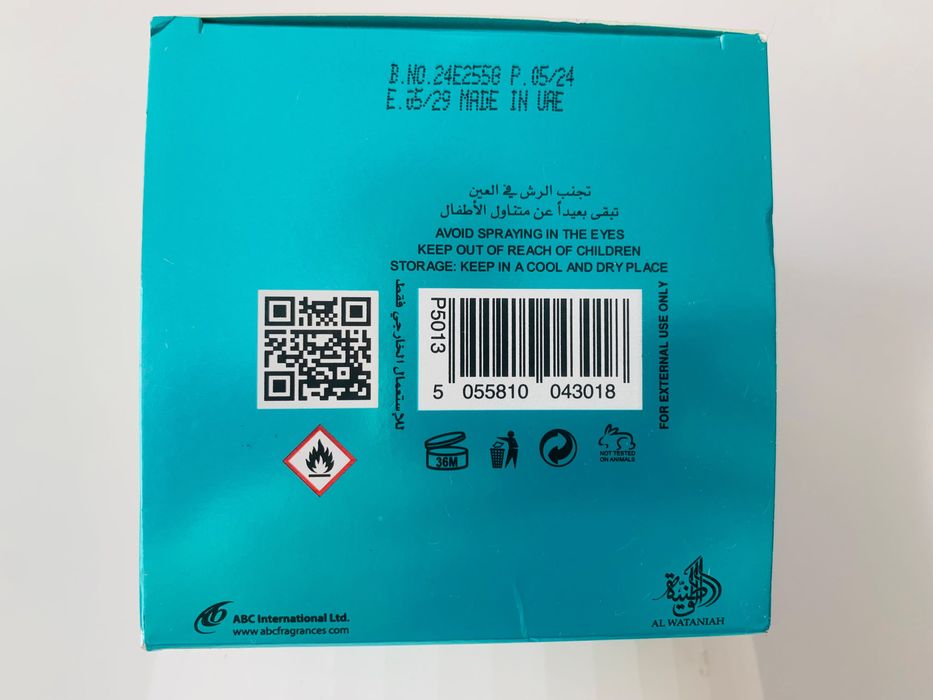 B.NO.24E255G P.05/24
E.05/29 MADE IN UAE
تجنب الرش في العين
تبقى بعيداً عن متناول الأطفال
AVOID SPRAYING IN THE EYES
KEEP OUT OF REACH OF CHILDREN
STORAGE: KEEP IN A COOL AND DRY PLACE
للإستعمال الخارجي فقط
P5013
5 055810 043018
FOR EXTERNAL USE ONLY
36M
NOT TESTED
ON ANIMALS
ABC International Ltd.
www.abcfragrances.com
الوطنية
AL WATANIAH